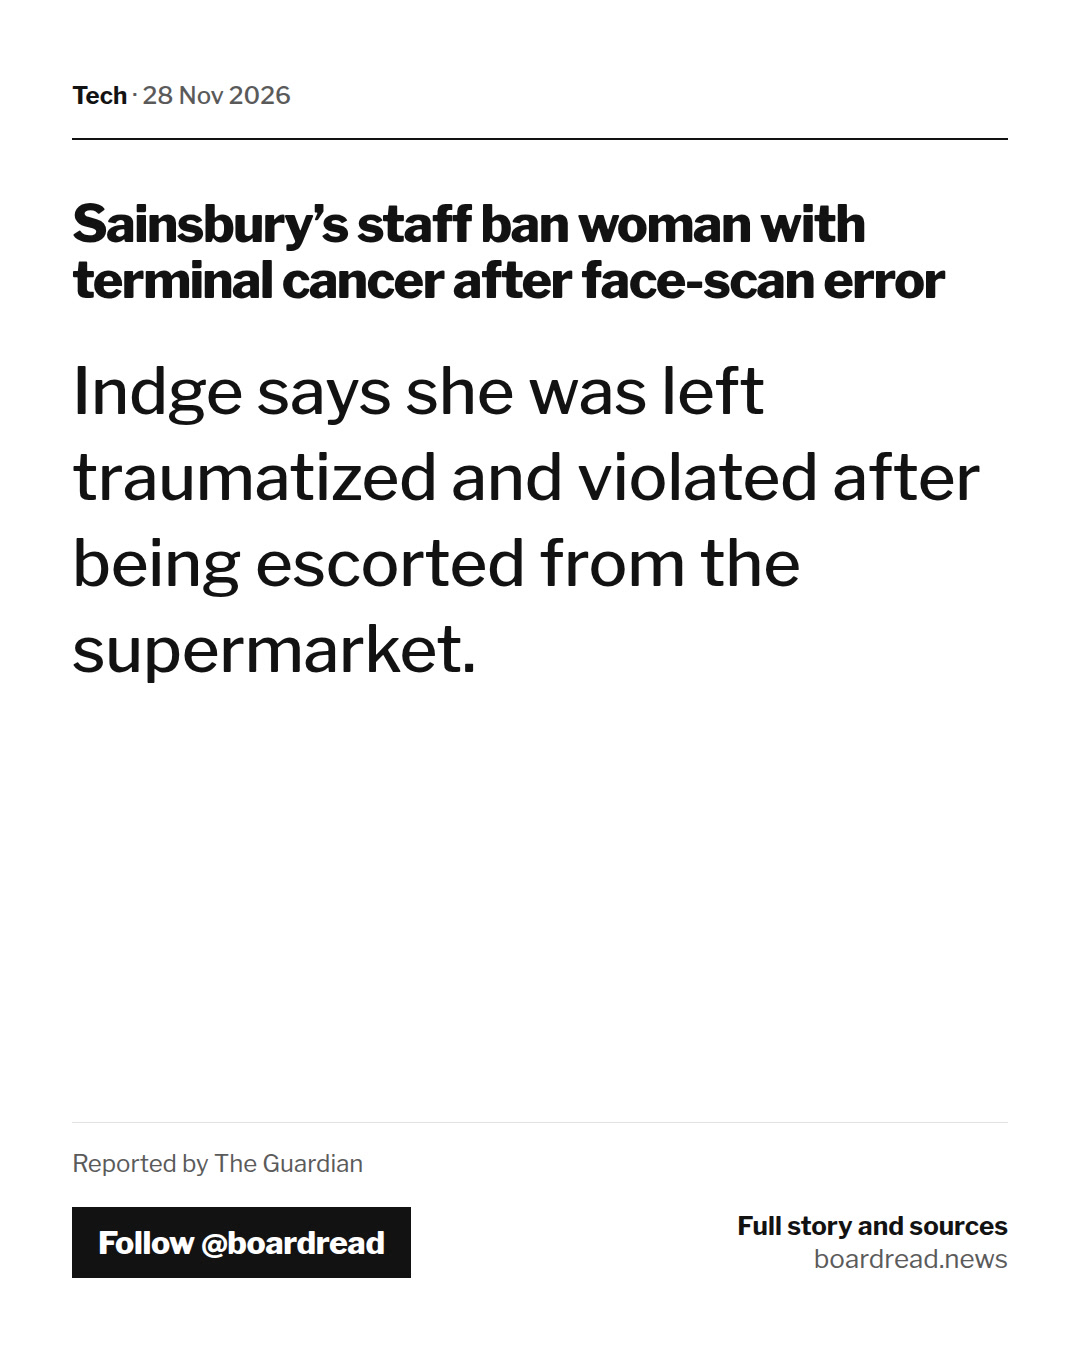 Tech · 28 Nov 2026
Sainsbury’s staff ban woman with
terminal cancer after face-scan error
Indge says she was left
traumatized and violated after
being escorted from the
supermarket.
Reported by The Guardian
Follow @boardread
Full story and sources
boardread.news